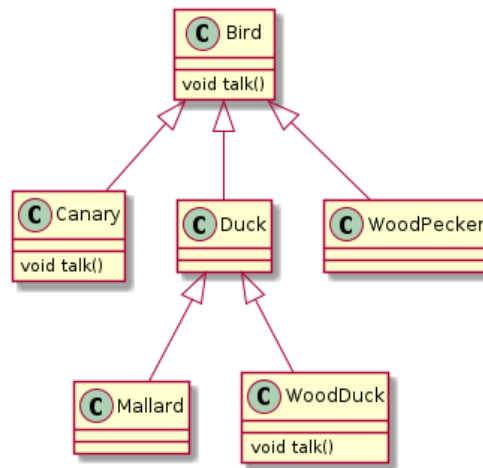 C Bird
void talk()
C Canary
void talk()
C Duck
C WoodPecker
C Mallard
C WoodDuck
void talk()